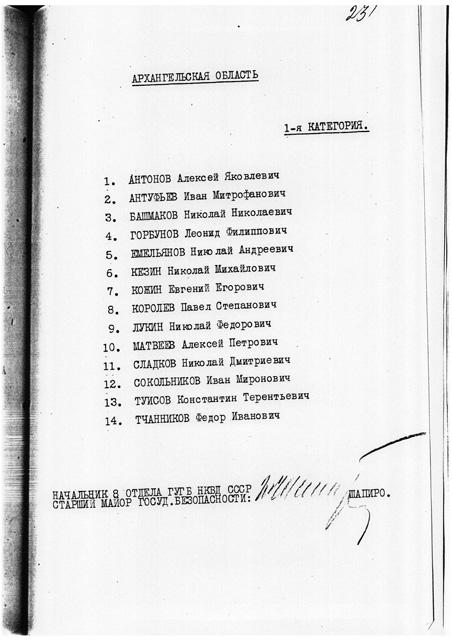 231
АРХАНГЕЛЬСКАЯ ОБЛАСТЬ
1-я КАТЕГОРИЯ.
1. АНТОНОВ Алексей Яковлевич
2. АНТУФЬЕВ Иван Митрофанович
3. БАШМАКОВ Николай Николаевич
4. ГОРБУНОВ Леонид Филиппович
5. ЕМЕЛЬЯНОВ Николай Андреевич
6. КЕЗИН Николай Михайлович
7. КОЖИН Евгений Егорович
8. КОРОЛЕВ Павел Степанович
9. ЛУКИН Николай Федорович
10. МАТВЕЕВ Алексей Петрович
11. СЛАДКОВ Николай Дмитриевич
12. СОКОЛЬНИКОВ Иван Миронович
13. ТУИСОВ Константин Терентьевич
14. ТЧАННИКОВ Федор Иванович
НАЧАЛЬНИК 8 ОТДЕЛА ГУГБ НКВД СССР
СТАРШИЙ МАЙОР ГОСУД.БЕЗОПАСНОСТИ: ШАПИРО.